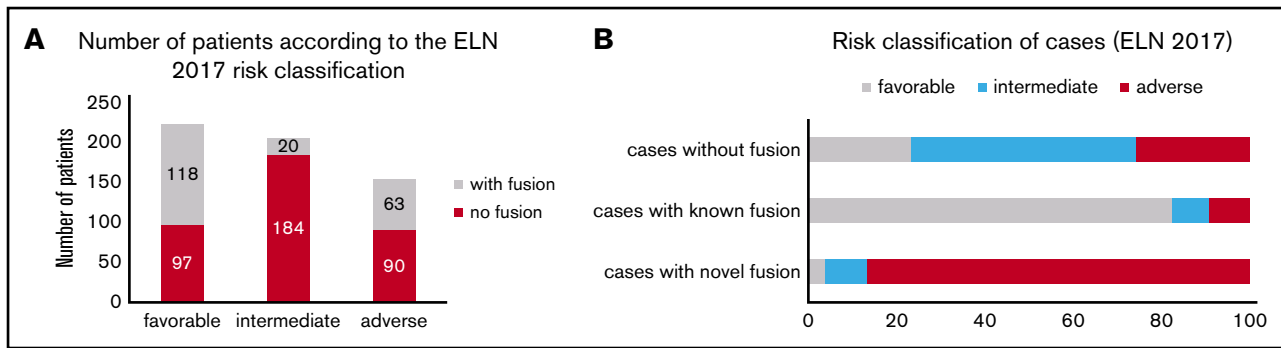 A
Number of patients according to the ELN
2017 risk classification
Number of patients
250
200
150
100
50
0
118
97
20
184
63
90
favorable
intermediate
adverse
with fusion
no fusion
B
Risk classification of cases (ELN 2017)
favorable
intermediate
adverse
cases without fusion
cases with known fusion
cases with novel fusion
0
20
40
60
80
100